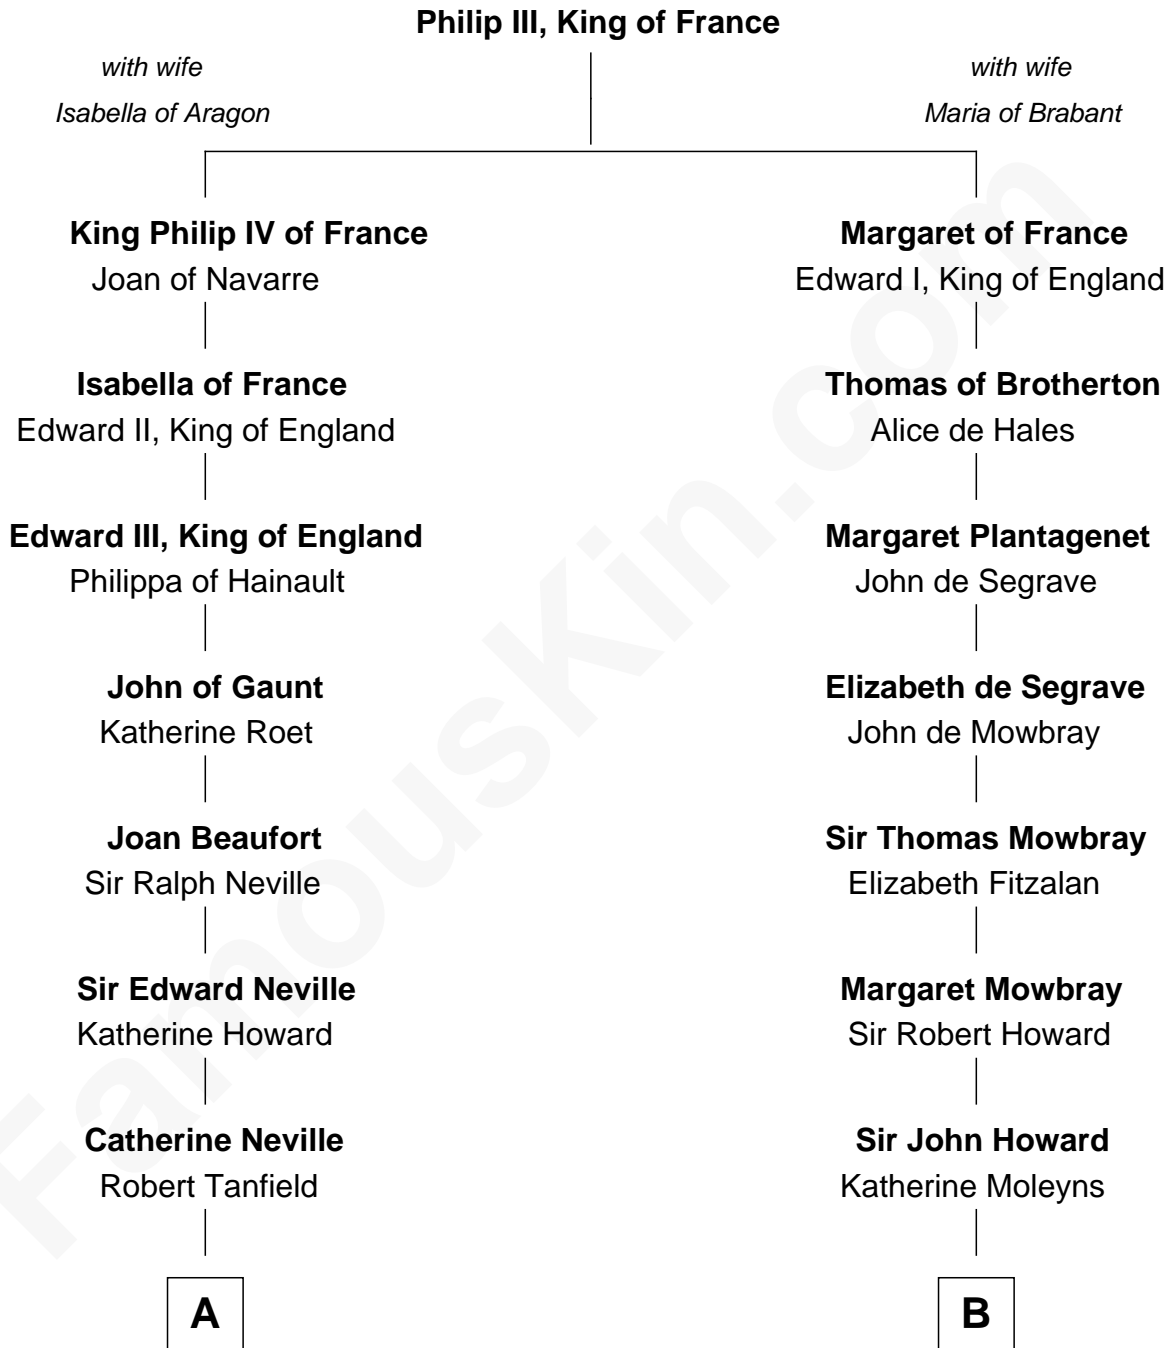 Philip III, King of France
with wife
Isabella of Aragon
with wife
Maria of Brabant
King Philip IV of France
Joan of Navarre
Margaret of France
Edward I, King of England
Isabella of France
Edward II, King of England
Thomas of Brotherton
Alice de Hales
Edward III, King of England
Philippa of Hainault
Margaret Plantagenet
John de Segrave
John of Gaunt
Katherine Roet
Elizabeth de Segrave
John de Mowbray
Joan Beaufort
Sir Ralph Neville
Sir Thomas Mowbray
Elizabeth Fitzalan
Sir Edward Neville
Katherine Howard
Margaret Mowbray
Sir Robert Howard
Catherine Neville
Robert Tanfield
Sir John Howard
Katherine Moleyns
A
B
FamousKin.com